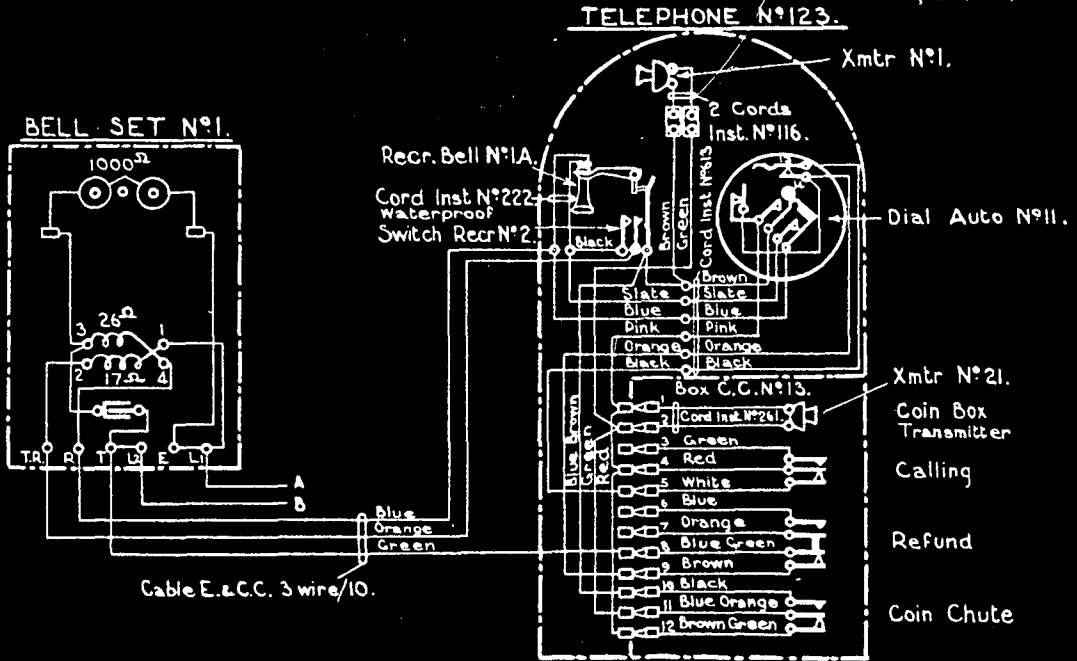 TELEPHONE Nº123.
Xmtr Nº1.
2 Cords
Inst. Nº116.
BELL SET Nº1.
1000Ω
Recr. Bell Nº1A.
Cord Inst Nº222
waterproof
Switch Recr Nº2.
Black
Brown
Green
Cord Inst Nº613
Dial Auto Nº11.
Brown
Slate Slate
Blue Blue
Pink Pink
Orange Orange
Black Black
3 26Ω 1
2 17Ω 4
T.R. R T L2 E L1
A
B
Blue
Orange
Green
Cable E.&C.C. 3 wire/10.
Box C.C. Nº13.
Xmtr Nº21.
Coin Box
Transmitter
Blue Brown
Green
Red
1
2 Cord Inst. Nº261.
3 Green
4 Red
5 White
6 Blue
7 Orange
8 Blue Green
9 Brown
10 Black
11 Blue Orange
12 Brown Green
Calling
Refund
Coin Chute